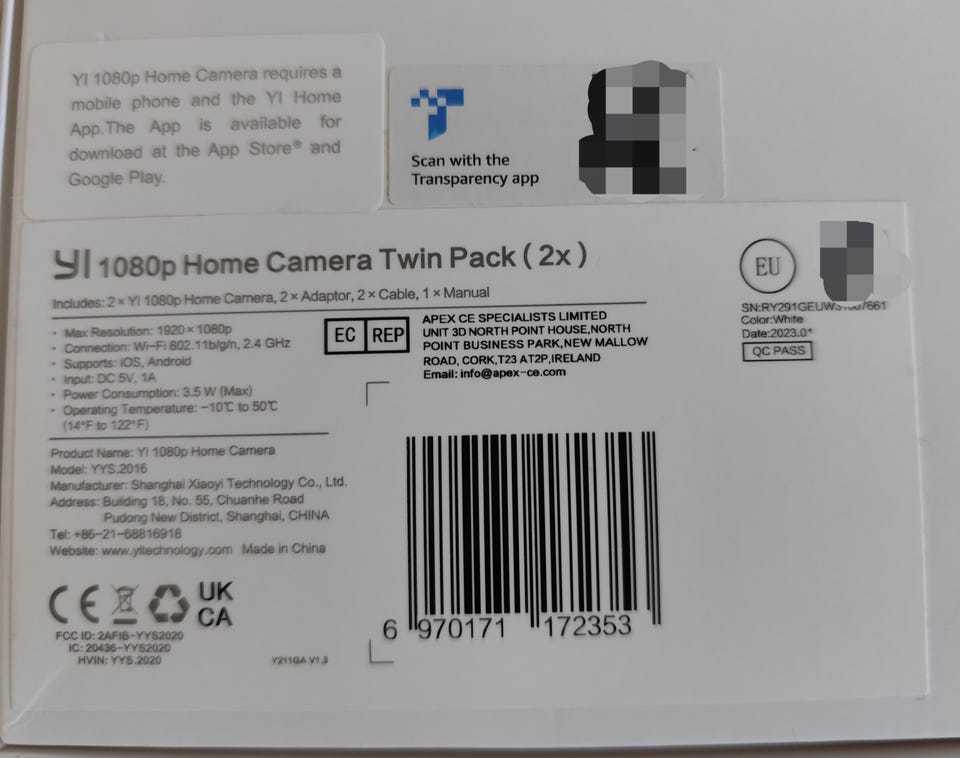 YI 1080p Home Camera requires a
mobile phone and the YI Home
App.The App is available for
download at the App Store® and
Google Play.
Scan with the
Transparency app
YI 1080p Home Camera Twin Pack ( 2x )
Includes: 2 × YI 1080p Home Camera, 2 × Adaptor, 2 × Cable, 1 × Manual
• Max Resolution: 1920 × 1080p
• Connection: Wi-Fi 802.11b/g/n, 2.4 GHz
• Supports: iOS, Android
• Input: DC 5V, 1A
• Power Consumption: 3.5 W (Max)
• Operating Temperature: −10℃ to 50℃
(14°F to 122°F)
EC REP
APEX CE SPECIALISTS LIMITED
UNIT 3D NORTH POINT HOUSE,NORTH
POINT BUSINESS PARK,NEW MALLOW
ROAD, CORK,T23 AT2P,IRELAND
Email: info@apex-ce.com
EU
Color:White
QC PASS
Product Name: YI 1080p Home Camera
Model: YYS.2016
Manufacturer: Shanghai Xiaoyi Technology Co., Ltd.
Address: Building 18, No. 55, Chuanhe Road
Pudong New District, Shanghai, CHINA
Tel: +86-21-68816918
Website: www.yitechnology.com Made in China
CE
UK
CA
FCC ID: 2AFIB-YYS2020
IC: 20436-YYS2020
HVIN: YYS.2020
Y211GA V1.3
6 970171 172353